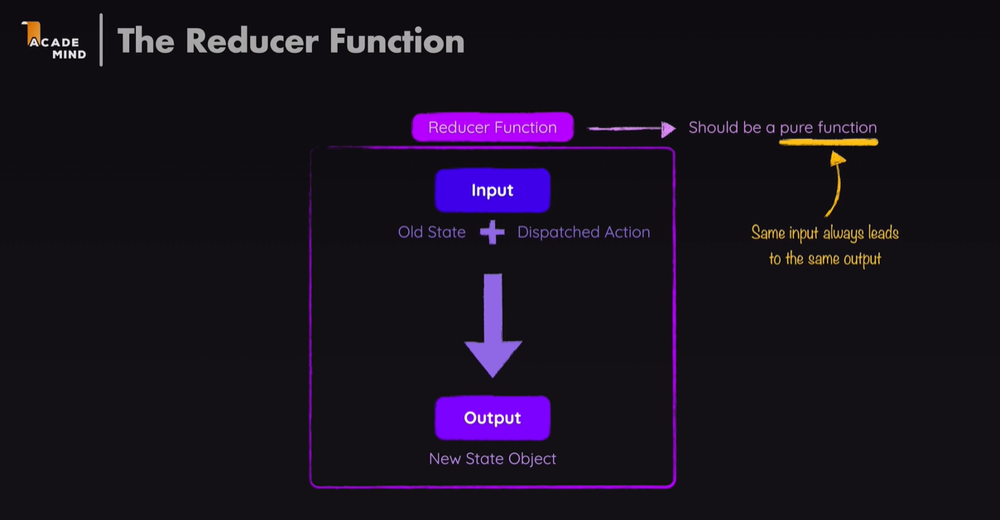 ACADE
MIND
The Reducer Function
Reducer Function
Should be a pure function
Input
Old State + Dispatched Action
Same input always leads
to the same output
Output
New State Object